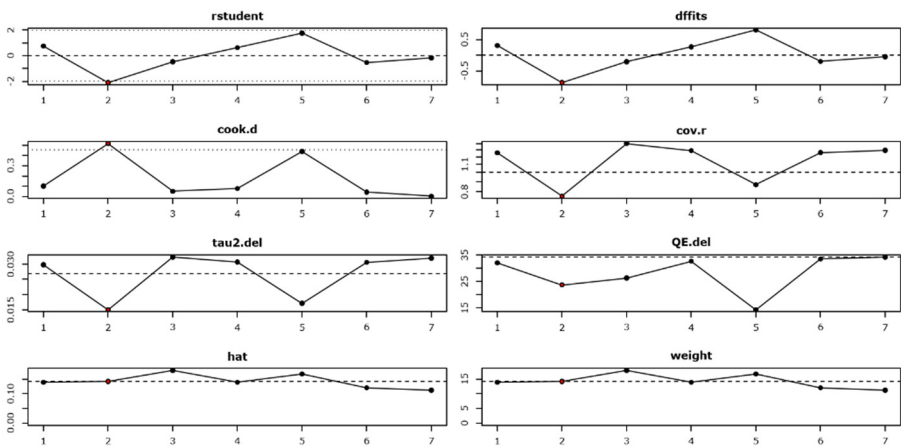 rstudent
2
0
-2
1 2 3 4 5 6 7
dffits
0.5
-0.5
1 2 3 4 5 6 7
cook.d
0.3
0.0
1 2 3 4 5 6 7
cov.r
1.1
0.8
1 2 3 4 5 6 7
tau2.del
0.030
0.015
1 2 3 4 5 6 7
QE.del
35
25
15
1 2 3 4 5 6 7
hat
0.10
0.00
1 2 3 4 5 6 7
weight
15
5
0
1 2 3 4 5 6 7